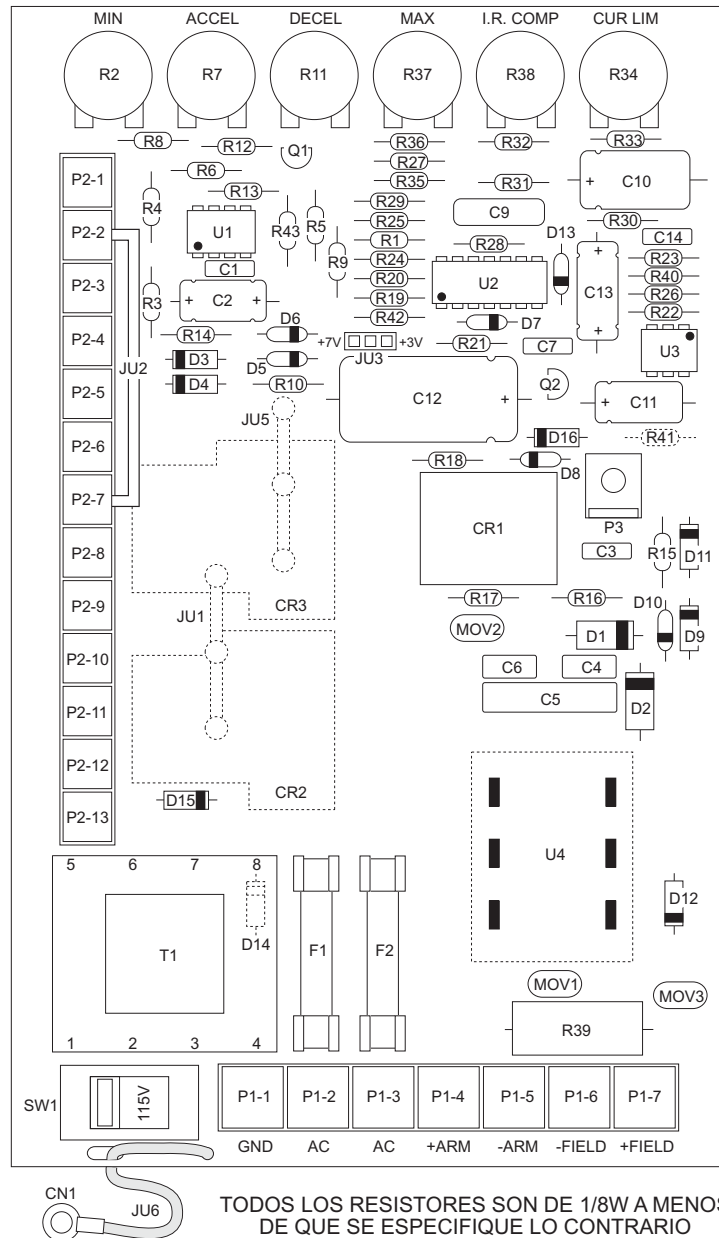 MIN ACCEL DECEL MAX I.R. COMP CUR LIM
R2 R7 R11 R37 R38 R34
R8 R12 Q1 R36 R32 R33
R27
R6 R35 R31 C10
P2-1
R13 R29
R4 R25 C9 R30
P2-2 U1 R43 R5 R1 D13 C14
R9 R28 R23
C1 R24 U2 R40
P2-3 R20 C13 R26
R3 C2 R19 R22
D6 R42 D7
P2-4 R14 +7V +3V R21 C7 U3
JU2 D3 JU3
D5
P2-5 D4 R10 C12 Q2 C11
JU5
P2-6 D16 R41
R18 D8
P2-7 CR1 P3
P2-8 C3 R15 D11
P2-9 JU1 CR3 R17 R16 D10
MOV2 D1 D9
P2-10 C6 C4
P2-11 C5 D2
P2-12 D15 CR2
P2-13
U4
5 6 7 8
D14 D12
T1 F1 F2
MOV1 MOV3
1 2 3 4 R39
SW1 115V P1-1 P1-2 P1-3 P1-4 P1-5 P1-6 P1-7
GND AC AC +ARM -ARM -FIELD +FIELD
CN1 JU6
TODOS LOS RESISTORES SON DE 1/8W A MENOS
DE QUE SE ESPECIFIQUE LO CONTRARIO